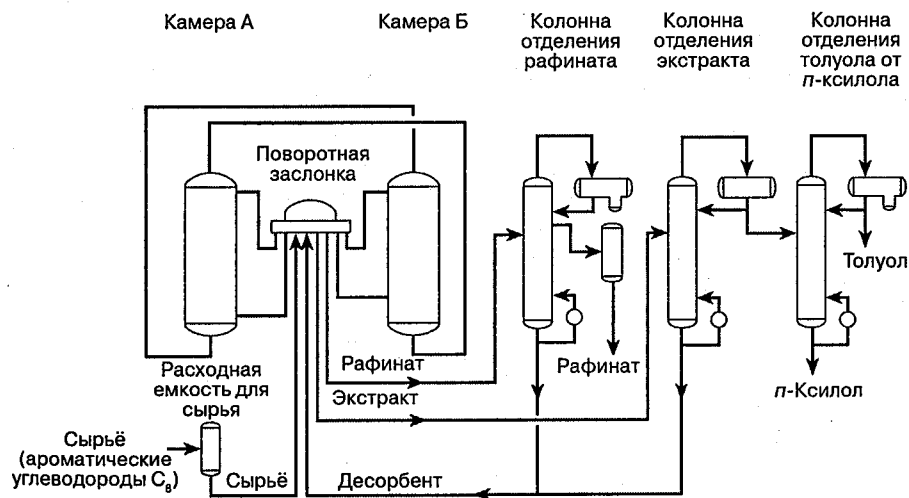 Камера А
Камера Б
Колонна
отделения
рафината
Колонна
отделения
экстракта
Колонна
отделения
толуола от
п-ксилола
Поворотная
заслонка
Толуол
Рафинат
Рафинат
Экстракт
п-Ксилол
Расходная
емкость для
сырья
Сырьё
(ароматические
углеводороды C₈)
Сырьё
Десорбент